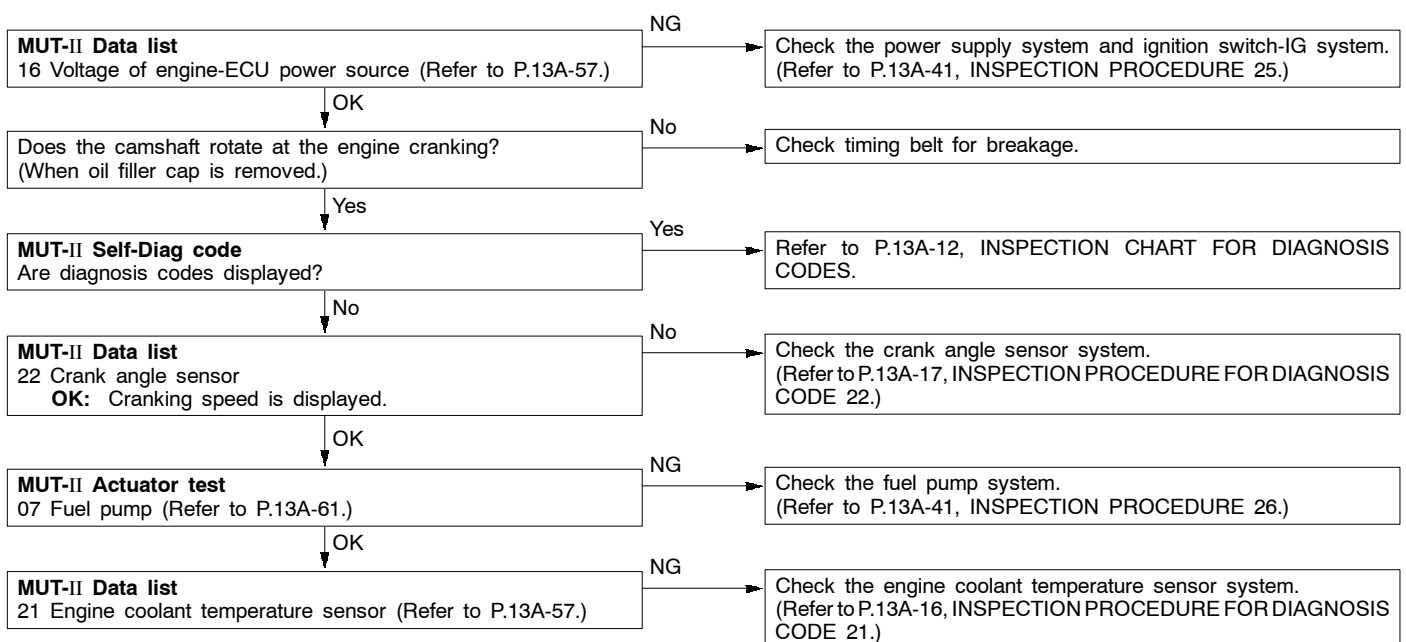 NG
MUT-II Data list
16 Voltage of engine-ECU power source (Refer to P.13A-57.)
Check the power supply system and ignition switch-IG system.
(Refer to P.13A-41, INSPECTION PROCEDURE 25.)
OK
No
Does the camshaft rotate at the engine cranking?
(When oil filler cap is removed.)
Check timing belt for breakage.
Yes
Yes
MUT-II Self-Diag code
Are diagnosis codes displayed?
Refer to P.13A-12, INSPECTION CHART FOR DIAGNOSIS
CODES.
No
No
MUT-II Data list
22 Crank angle sensor
OK: Cranking speed is displayed.
Check the crank angle sensor system.
(Refer to P.13A-17, INSPECTION PROCEDURE FOR DIAGNOSIS
CODE 22.)
OK
NG
MUT-II Actuator test
07 Fuel pump (Refer to P.13A-61.)
Check the fuel pump system.
(Refer to P.13A-41, INSPECTION PROCEDURE 26.)
OK
NG
MUT-II Data list
21 Engine coolant temperature sensor (Refer to P.13A-57.)
Check the engine coolant temperature sensor system.
(Refer to P.13A-16, INSPECTION PROCEDURE FOR DIAGNOSIS
CODE 21.)